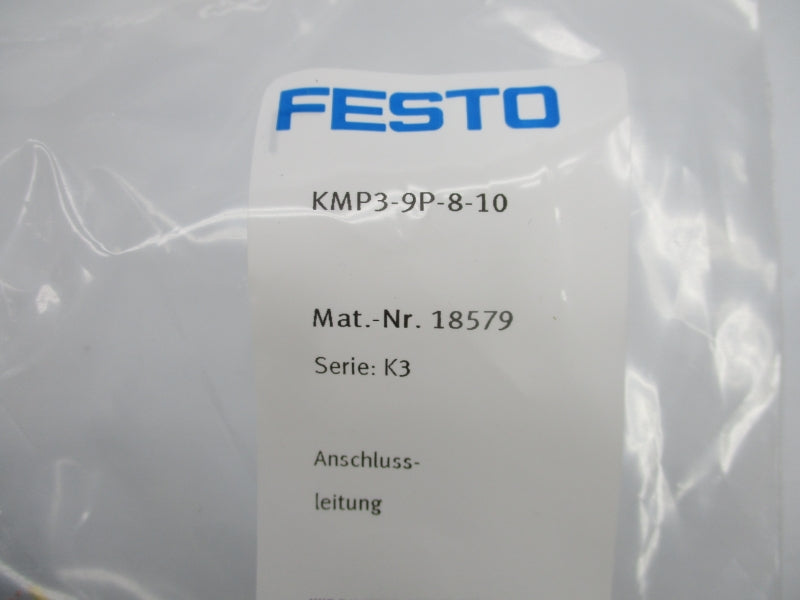 FESTO
KMP3-9P-8-10
Mat.-Nr. 18579
Serie: K3
Anschluss-
leitung